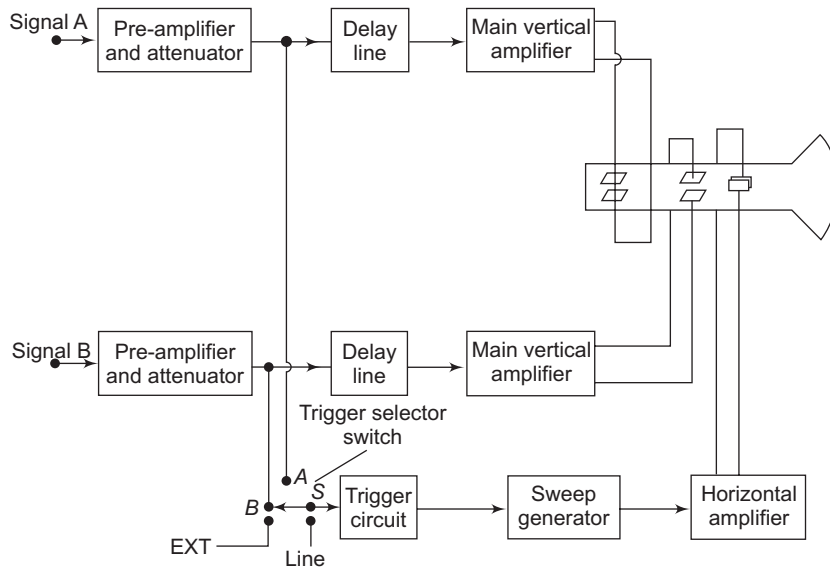 Signal A
Pre-amplifier
and attenuator
Delay
line
Main vertical
amplifier
Signal B
Pre-amplifier
and attenuator
Delay
line
Main vertical
amplifier
Trigger selector
switch
A
B
S
Trigger
circuit
Sweep
generator
Horizontal
amplifier
EXT
Line